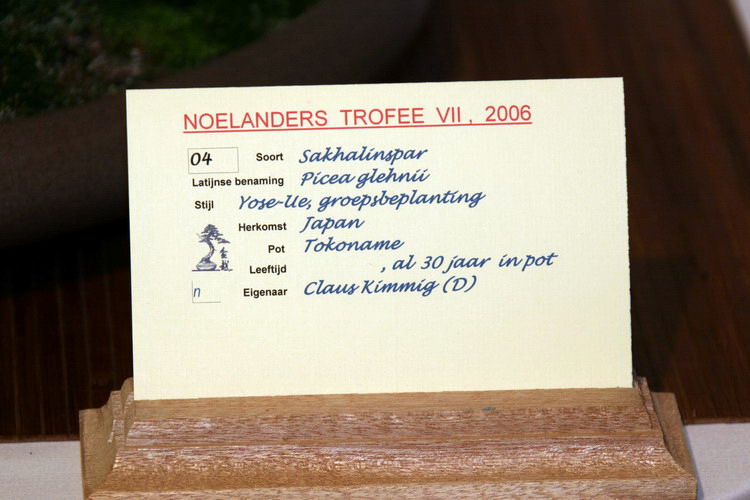 NOELANDERS TROFEE VII, 2006
04 Soort Sakhalinspar
Latijnse benaming Picea glehnii
Stijl Yose-Ue, groepsbeplanting
Herkomst Japan
Pot Tokoname
Leeftijd , al 30 jaar in pot
n Eigenaar Claus Kimmig (D)